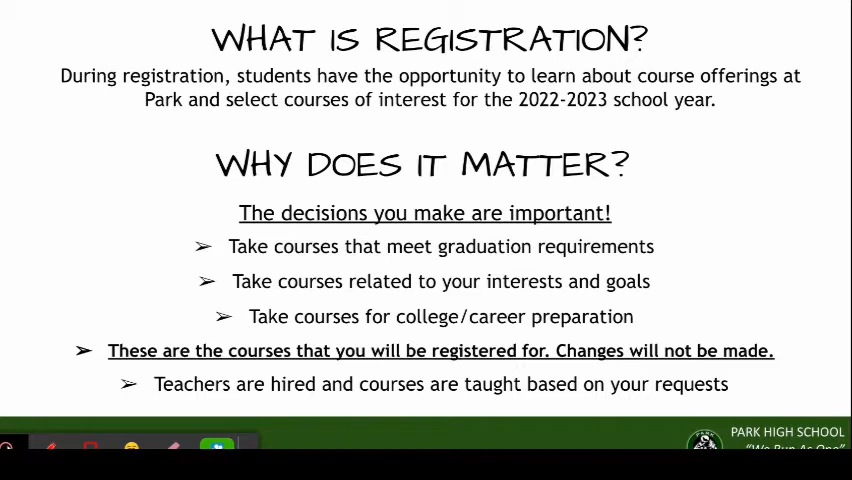 WHAT IS REGISTRATION?
During registration, students have the opportunity to learn about course offerings at
Park and select courses of interest for the 2022-2023 school year.
WHY DOES IT MATTER?
The decisions you make are important!
➢ Take courses that meet graduation requirements
➢ Take courses related to your interests and goals
➢ Take courses for college/career preparation
➢ These are the courses that you will be registered for. Changes will not be made.
➢ Teachers are hired and courses are taught based on your requests
PARK HIGH SCHOOL
"We Run As One"